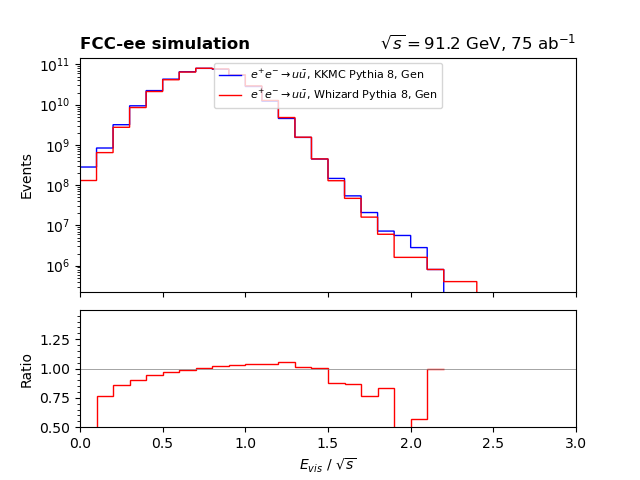 FCC-ee simulation √s = 91.2 GeV, 75 ab⁻¹
e⁺e⁻ → uū, KKMC Pythia 8, Gen
e⁺e⁻ → uū, Whizard Pythia 8, Gen
10¹¹
10¹⁰
10⁹
10⁸
10⁷
10⁶
Events
1.25
1.00
0.75
0.50
Ratio
0.0 0.5 1.0 1.5 2.0 2.5 3.0
E_vis / √s